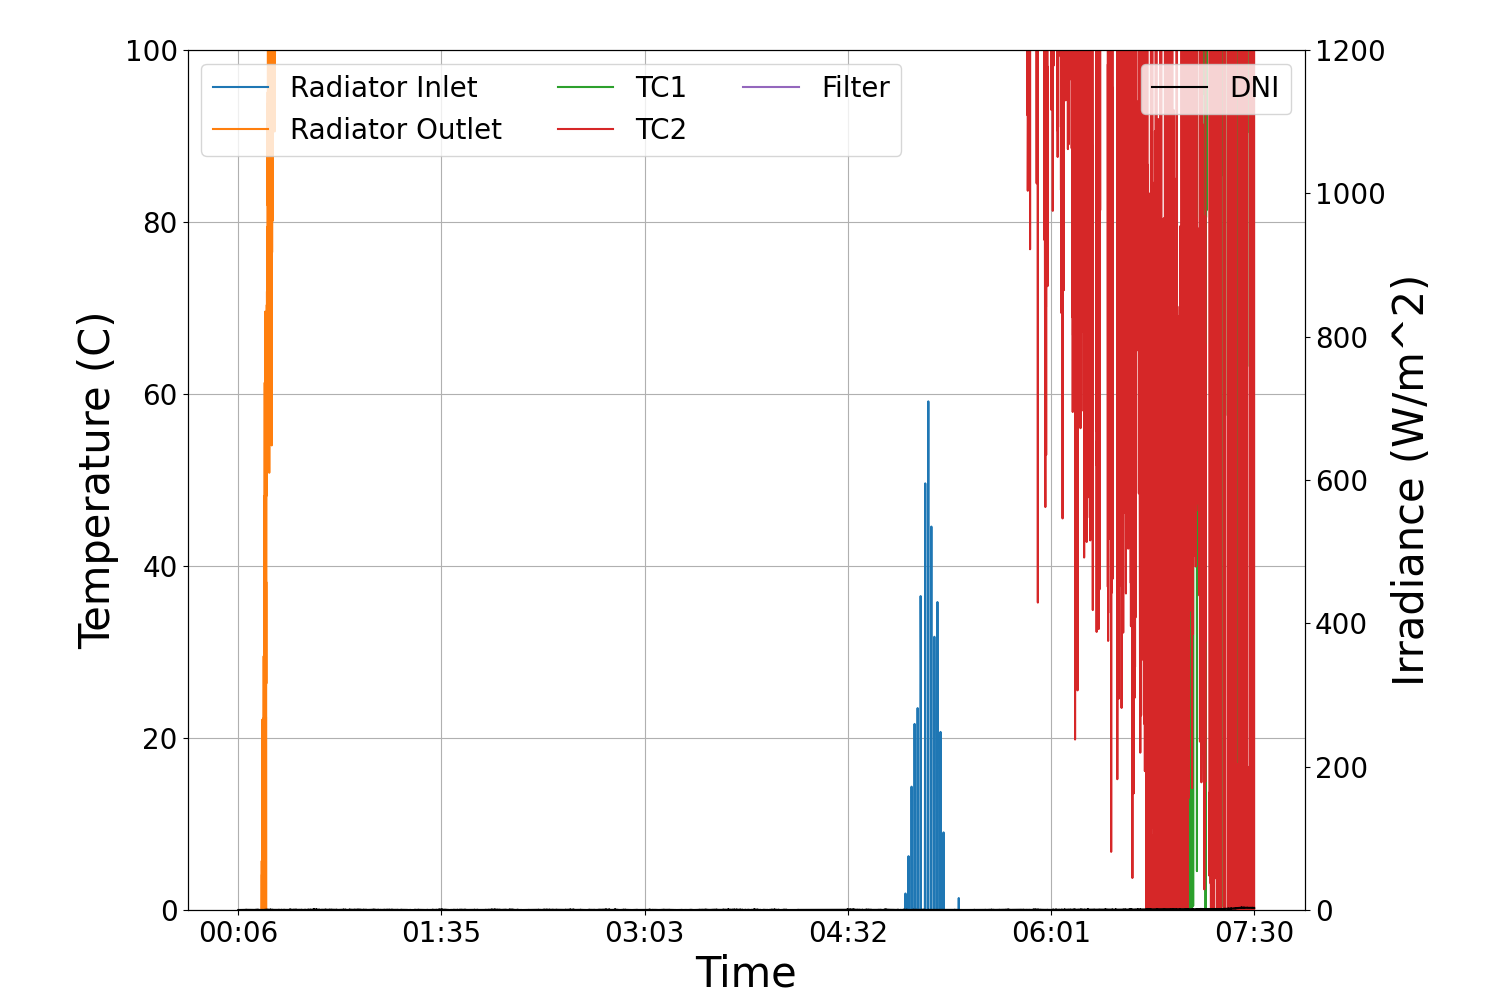 100
80
60
40
20
0
Temperature (C)
Radiator Inlet
Radiator Outlet
TC1
TC2
Filter
DNI
1200
1000
800
600
400
200
0
Irradiance (W/m^2)
00:06
01:35
03:03
04:32
06:01
07:30
Time